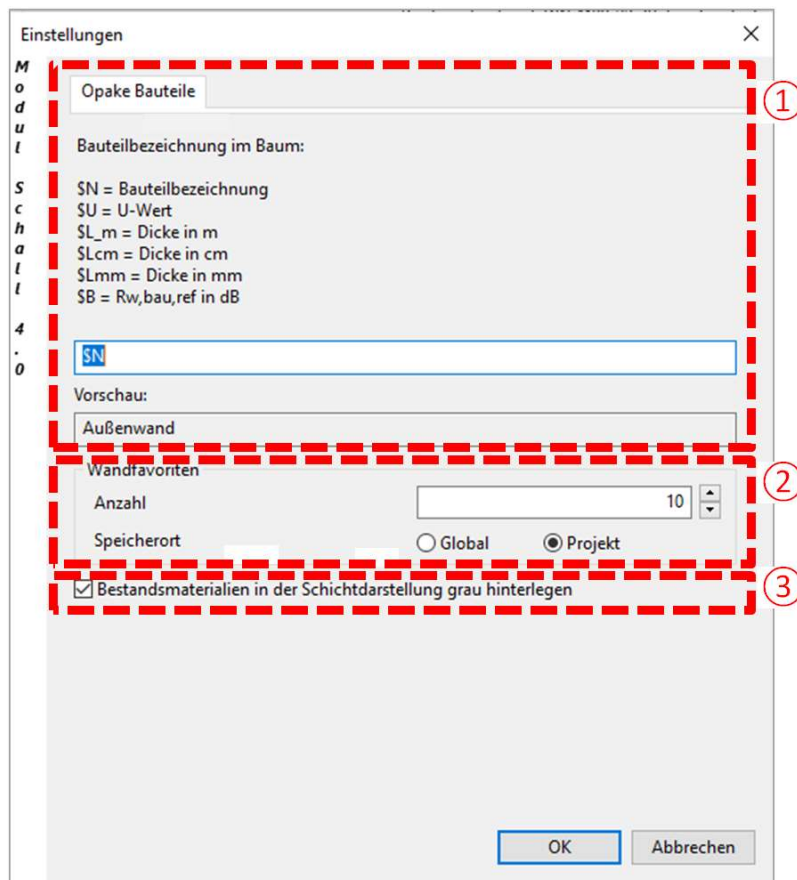 Einstellungen
Modul Schall 4.0
Opake Bauteile
①
Bauteilbezeichnung im Baum:
$N = Bauteilbezeichnung
$U = U-Wert
$L_m = Dicke in m
$Lcm = Dicke in cm
$Lmm = Dicke in mm
$B = Rw,bau,ref in dB
$N
Vorschau:
Außenwand
Wandfavoriten
②
Anzahl 10
Speicherort Global Projekt
③
Bestandsmaterialien in der Schichtdarstellung grau hinterlegen
OK Abbrechen